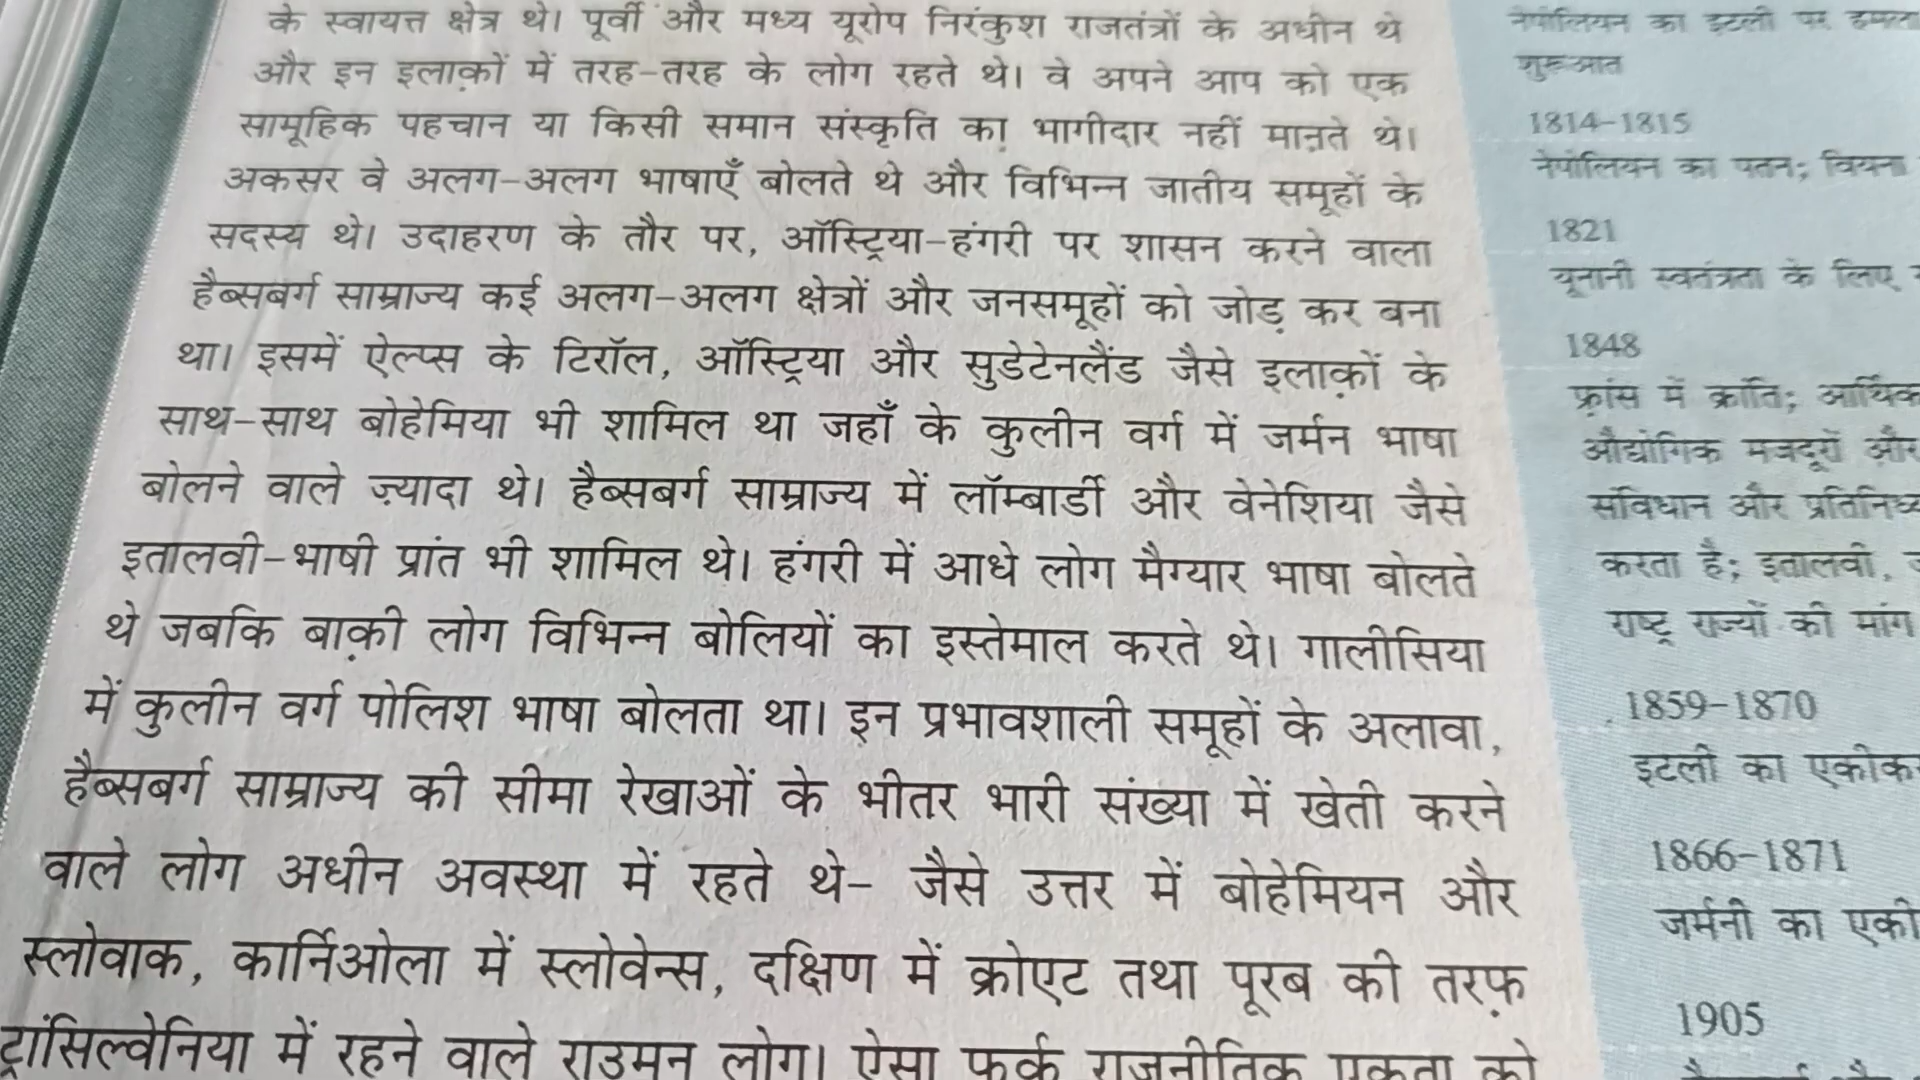 के स्वायत्त क्षेत्र थे। पूर्वी और मध्य यूरोप निरंकुश राजतंत्रों के अधीन थे
और इन इलाक़ों में तरह-तरह के लोग रहते थे। वे अपने आप को एक
सामूहिक पहचान या किसी समान संस्कृति का भागीदार नहीं मानते थे।
अकसर वे अलग-अलग भाषाएँ बोलते थे और विभिन्न जातीय समूहों के
सदस्य थे। उदाहरण के तौर पर, ऑस्ट्रिया-हंगरी पर शासन करने वाला
हैब्सबर्ग साम्राज्य कई अलग-अलग क्षेत्रों और जनसमूहों को जोड़ कर बना
था। इसमें ऐल्प्स के टिरॉल, ऑस्ट्रिया और सुडेटेनलैंड जैसे इलाक़ों के
साथ-साथ बोहेमिया भी शामिल था जहाँ के कुलीन वर्ग में जर्मन भाषा
बोलने वाले ज़्यादा थे। हैब्सबर्ग साम्राज्य में लॉम्बार्डी और वेनेशिया जैसे
इतालवी-भाषी प्रांत भी शामिल थे। हंगरी में आधे लोग मैग्यार भाषा बोलते
थे जबकि बाक़ी लोग विभिन्न बोलियों का इस्तेमाल करते थे। गालीसिया
में कुलीन वर्ग पोलिश भाषा बोलता था। इन प्रभावशाली समूहों के अलावा,
हैब्सबर्ग साम्राज्य की सीमा रेखाओं के भीतर भारी संख्या में खेती करने
वाले लोग अधीन अवस्था में रहते थे- जैसे उत्तर में बोहेमियन और
स्लोवाक, कार्निओला में स्लोवेन्स, दक्षिण में क्रोएट तथा पूरब की तरफ़
ट्रांसिल्वेनिया में रहने वाले राउमन लोग। ऐसा फ़र्क राजनीतिक एकता को
नेपोलियन का इटली पर हमला
शुरूआत
1814-1815
नेपोलियन का पतन; वियना
1821
यूनानी स्वतंत्रता के लिए
1848
फ़्रांस में क्रांति; आर्थिक
औद्योगिक मजदूरों और
संविधान और
करता है; इतालवी,
राष्ट्र राज्यों की मांग
1859-1870
इटली का
1866-1871
जर्मनी का
1905